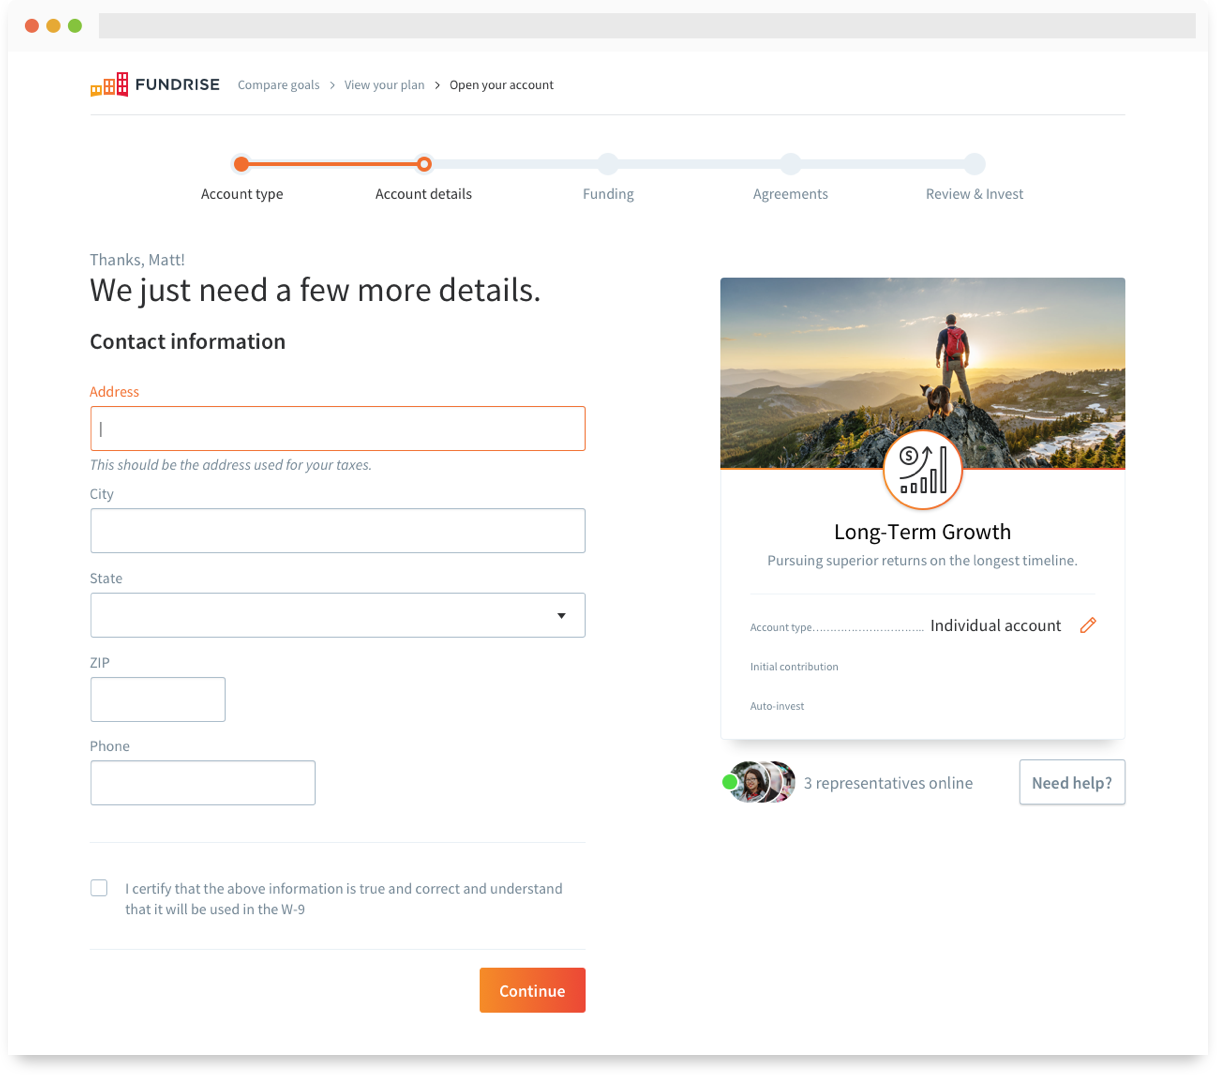 FUNDRISE Compare goals > View your plan > Open your account
Account type Account details Funding Agreements Review & Invest
Thanks, Matt!
We just need a few more details.
Contact information
Address
This should be the address used for your taxes.
City
State
ZIP
Phone
I certify that the above information is true and correct and understand
that it will be used in the W-9
Continue
$
Long-Term Growth
Pursuing superior returns on the longest timeline.
Account type............................... Individual account
Initial contribution
Auto-invest
3 representatives online
Need help?